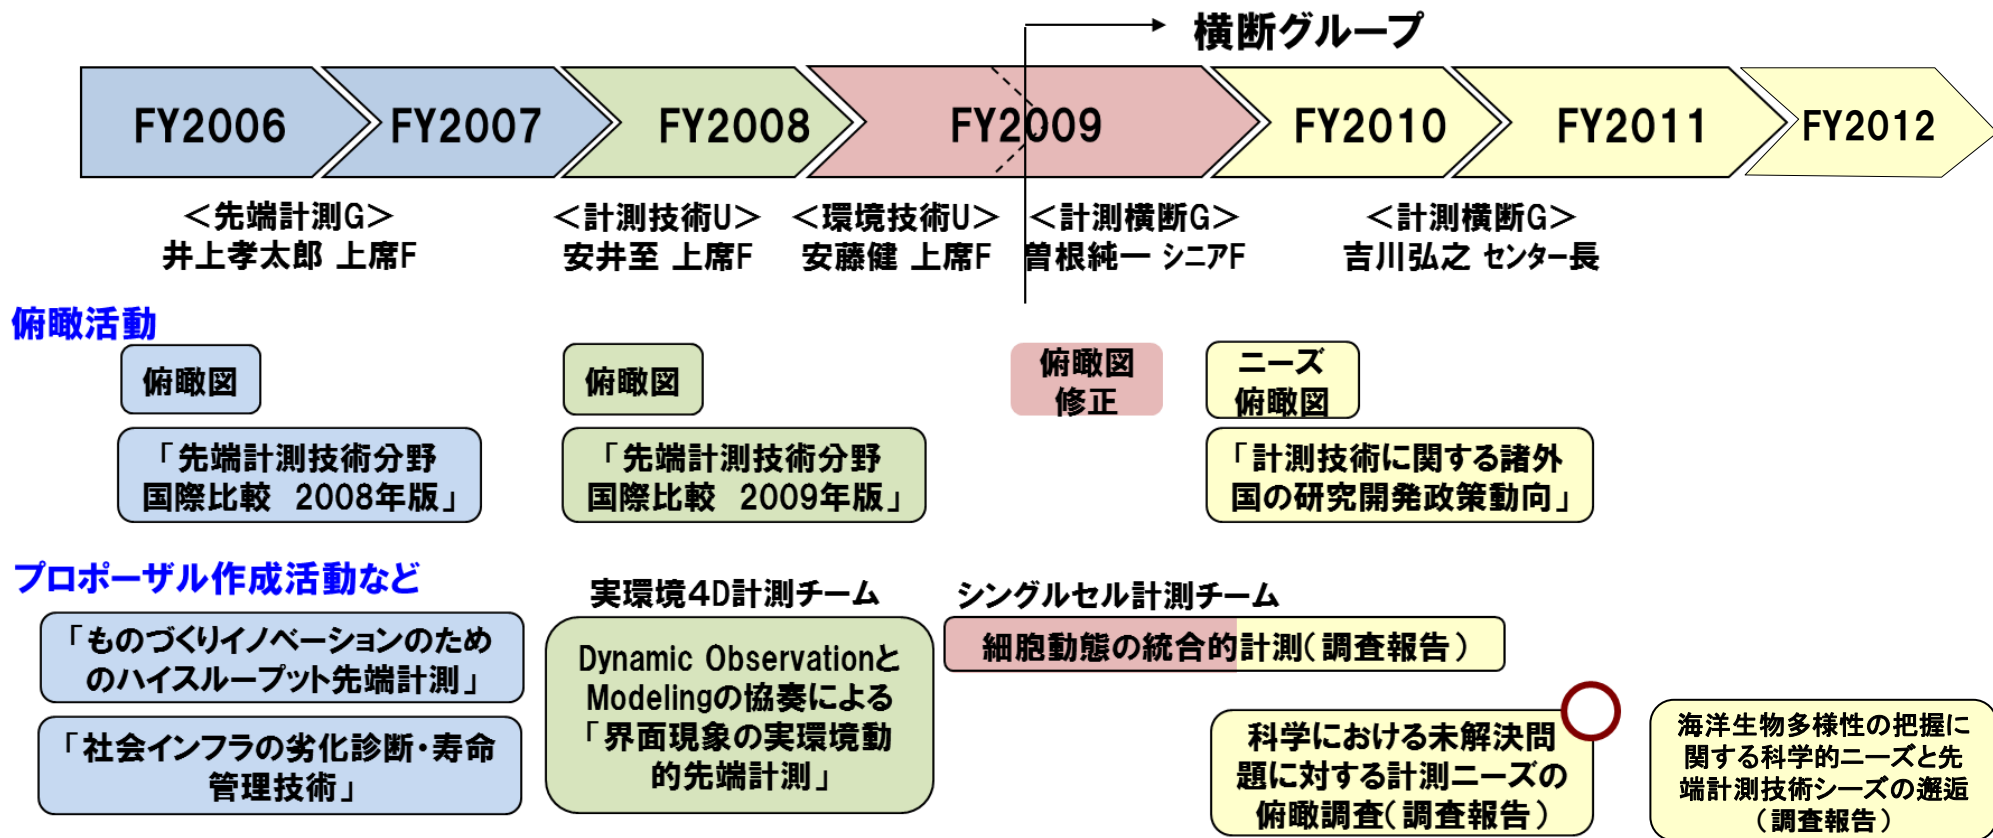 横断グループ
FY2006
FY2007
FY2008
FY2009
FY2010
FY2011
FY2012
＜先端計測G＞
井上孝太郎 上席F
＜計測技術U＞
安井至 上席F
＜環境技術U＞
安藤健 上席F
＜計測横断G＞
曽根純一 シニアF
＜計測横断G＞
吉川弘之 センター長
俯瞰活動
俯瞰図
俯瞰図
俯瞰図
修正
ニーズ
俯瞰図
「先端計測技術分野
国際比較　2008年版」
「先端計測技術分野
国際比較　2009年版」
「計測技術に関する諸外
国の研究開発政策動向」
プロポーザル作成活動など
「ものづくりイノベーションのため
のハイスループット先端計測」
「社会インフラの劣化診断・寿命
管理技術」
実環境4D計測チーム
Dynamic Observationと
Modelingの協奏による
「界面現象の実環境動
的先端計測」
シングルセル計測チーム
細胞動態の統合的計測（調査報告）
科学における未解決問
題に対する計測ニーズの
俯瞰調査（調査報告）
海洋生物多様性の把握に
関する科学的ニーズと先
端計測技術シーズの邂逅
（調査報告）